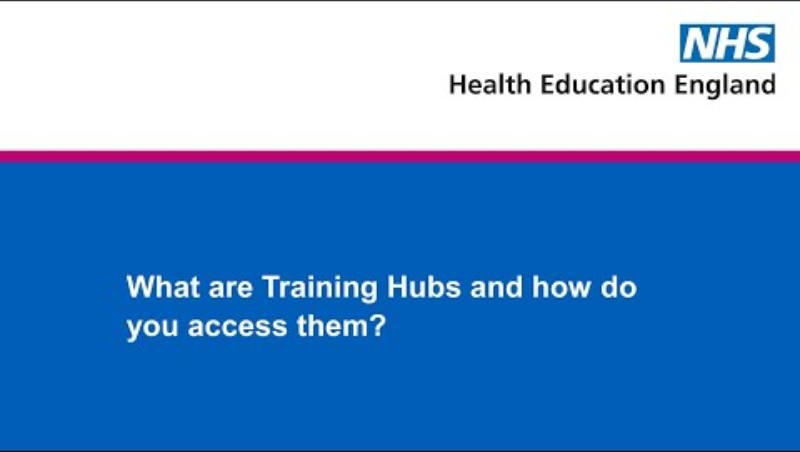 NHS
Health Education England
What are Training Hubs and how do
you access them?